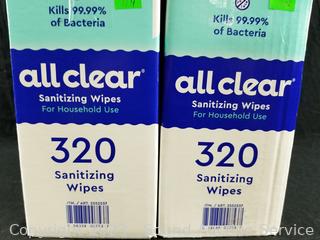 Kills 99.99%
of Bacteria
all clear®
Sanitizing Wipes
For Household Use
320
Sanitizing
Wipes
Kills 99.99%
of Bacteria
all clear®
Sanitizing Wipes
For Household Use
320
Sanitizing
Wipes